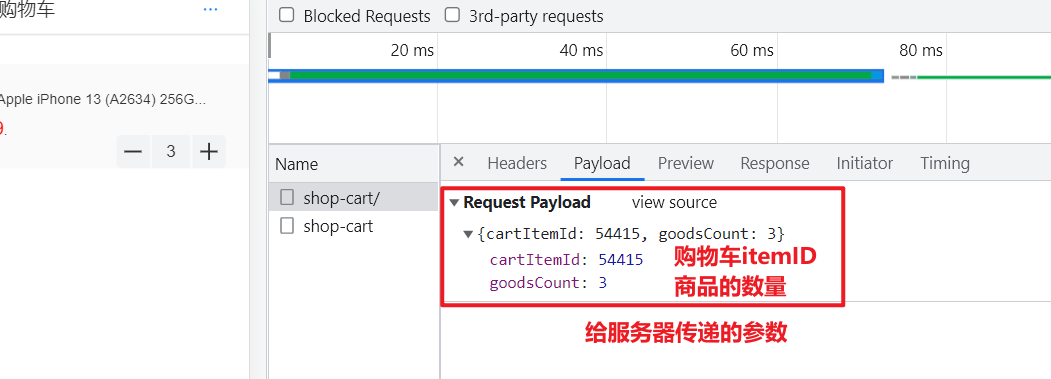 购物车
...
Blocked Requests 3rd-party requests
20 ms 40 ms 60 ms 80 ms
Apple iPhone 13 (A2634) 256G...
9.
− 3 +
Name
× Headers Payload Preview Response Initiator Timing
shop-cart/
shop-cart
▼Request Payload view source
▼{cartItemId: 54415, goodsCount: 3}
cartItemId: 54415
goodsCount: 3
购物车itemID
商品的数量
给服务器传递的参数